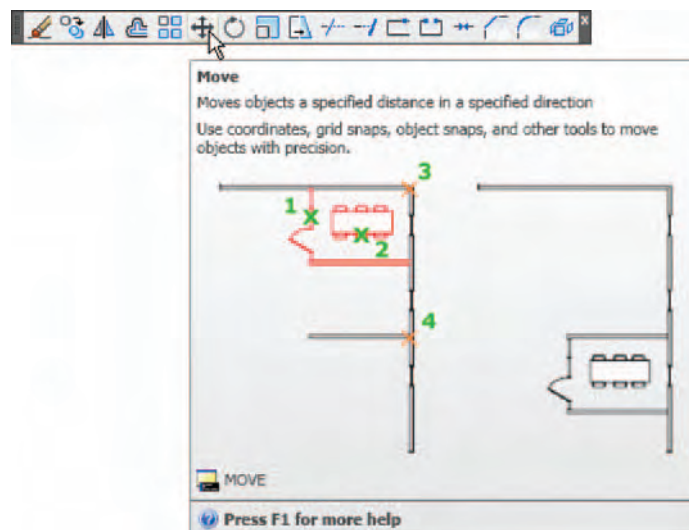 Move
Moves objects a specified distance in a specified direction
Use coordinates, grid snaps, object snaps, and other tools to move
objects with precision.
3
1
2
4
MOVE
Press F1 for more help